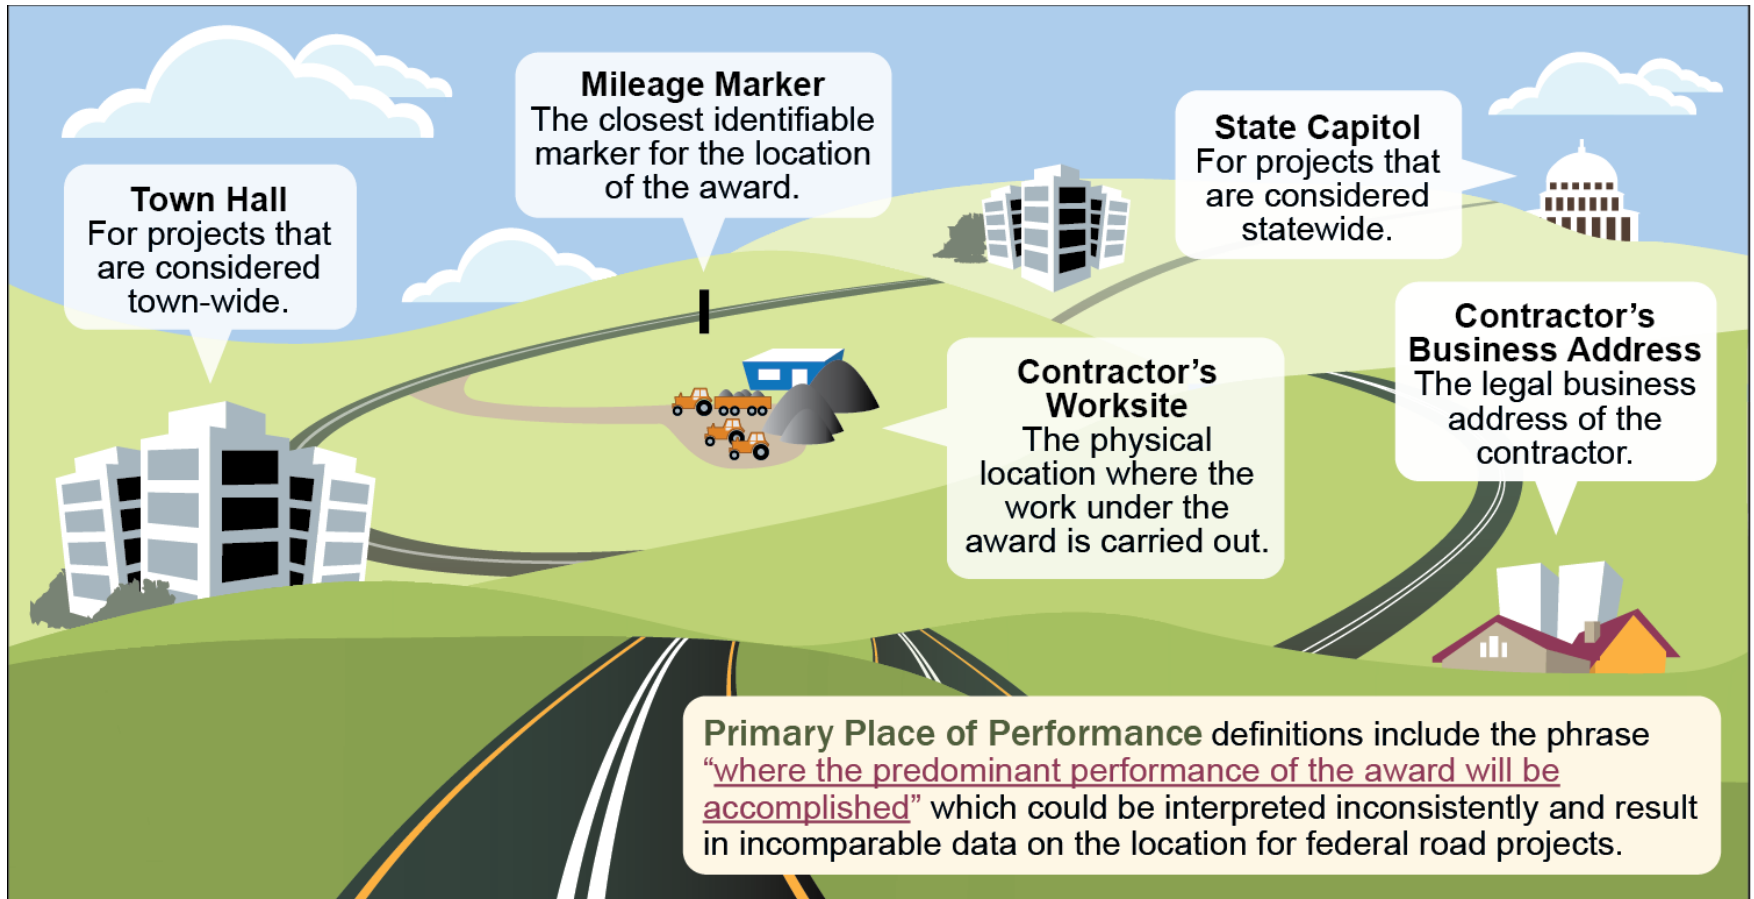 Mileage Marker
The closest identifiable
marker for the location
of the award.
State Capitol
For projects that
are considered
statewide.
Town Hall
For projects that
are considered
town-wide.
Contractor’s
Business Address
The legal business
address of the
contractor.
Contractor’s
Worksite
The physical
location where the
work under the
award is carried out.
Primary Place of Performance definitions include the phrase
“where the predominant performance of the award will be
accomplished” which could be interpreted inconsistently and result
in incomparable data on the location for federal road projects.